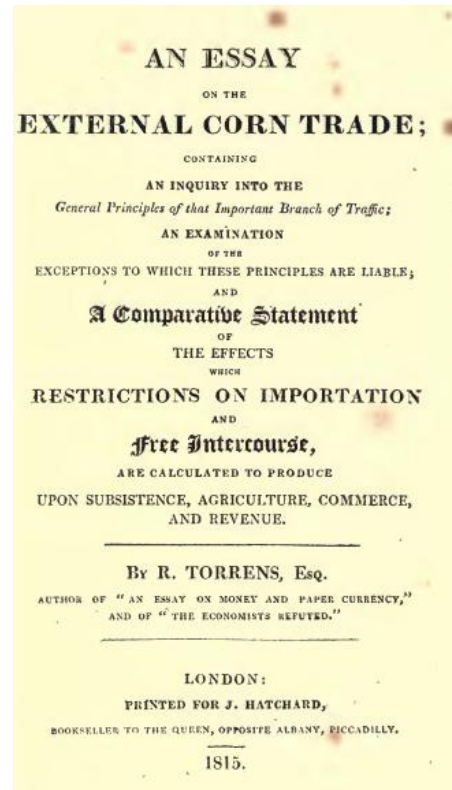 AN ESSAY
ON THE
EXTERNAL CORN TRADE;
CONTAINING
AN INQUIRY INTO THE
General Principles of that Important Branch of Traffic;
AN EXAMINATION
OF THE
EXCEPTIONS TO WHICH THESE PRINCIPLES ARE LIABLE;
AND
A Comparative Statement
OF
THE EFFECTS
WHICH
RESTRICTIONS ON IMPORTATION
AND
Free Intercourse,
ARE CALCULATED TO PRODUCE
UPON SUBSISTENCE, AGRICULTURE, COMMERCE,
AND REVENUE.
By R. TORRENS, Esq.
AUTHOR OF "AN ESSAY ON MONEY AND PAPER CURRENCY,"
AND OF "THE ECONOMISTS REFUTED."
LONDON:
PRINTED FOR J. HATCHARD,
BOOKSELLER TO THE QUEEN, OPPOSITE ALBANY, PICCADILLY.
1815.